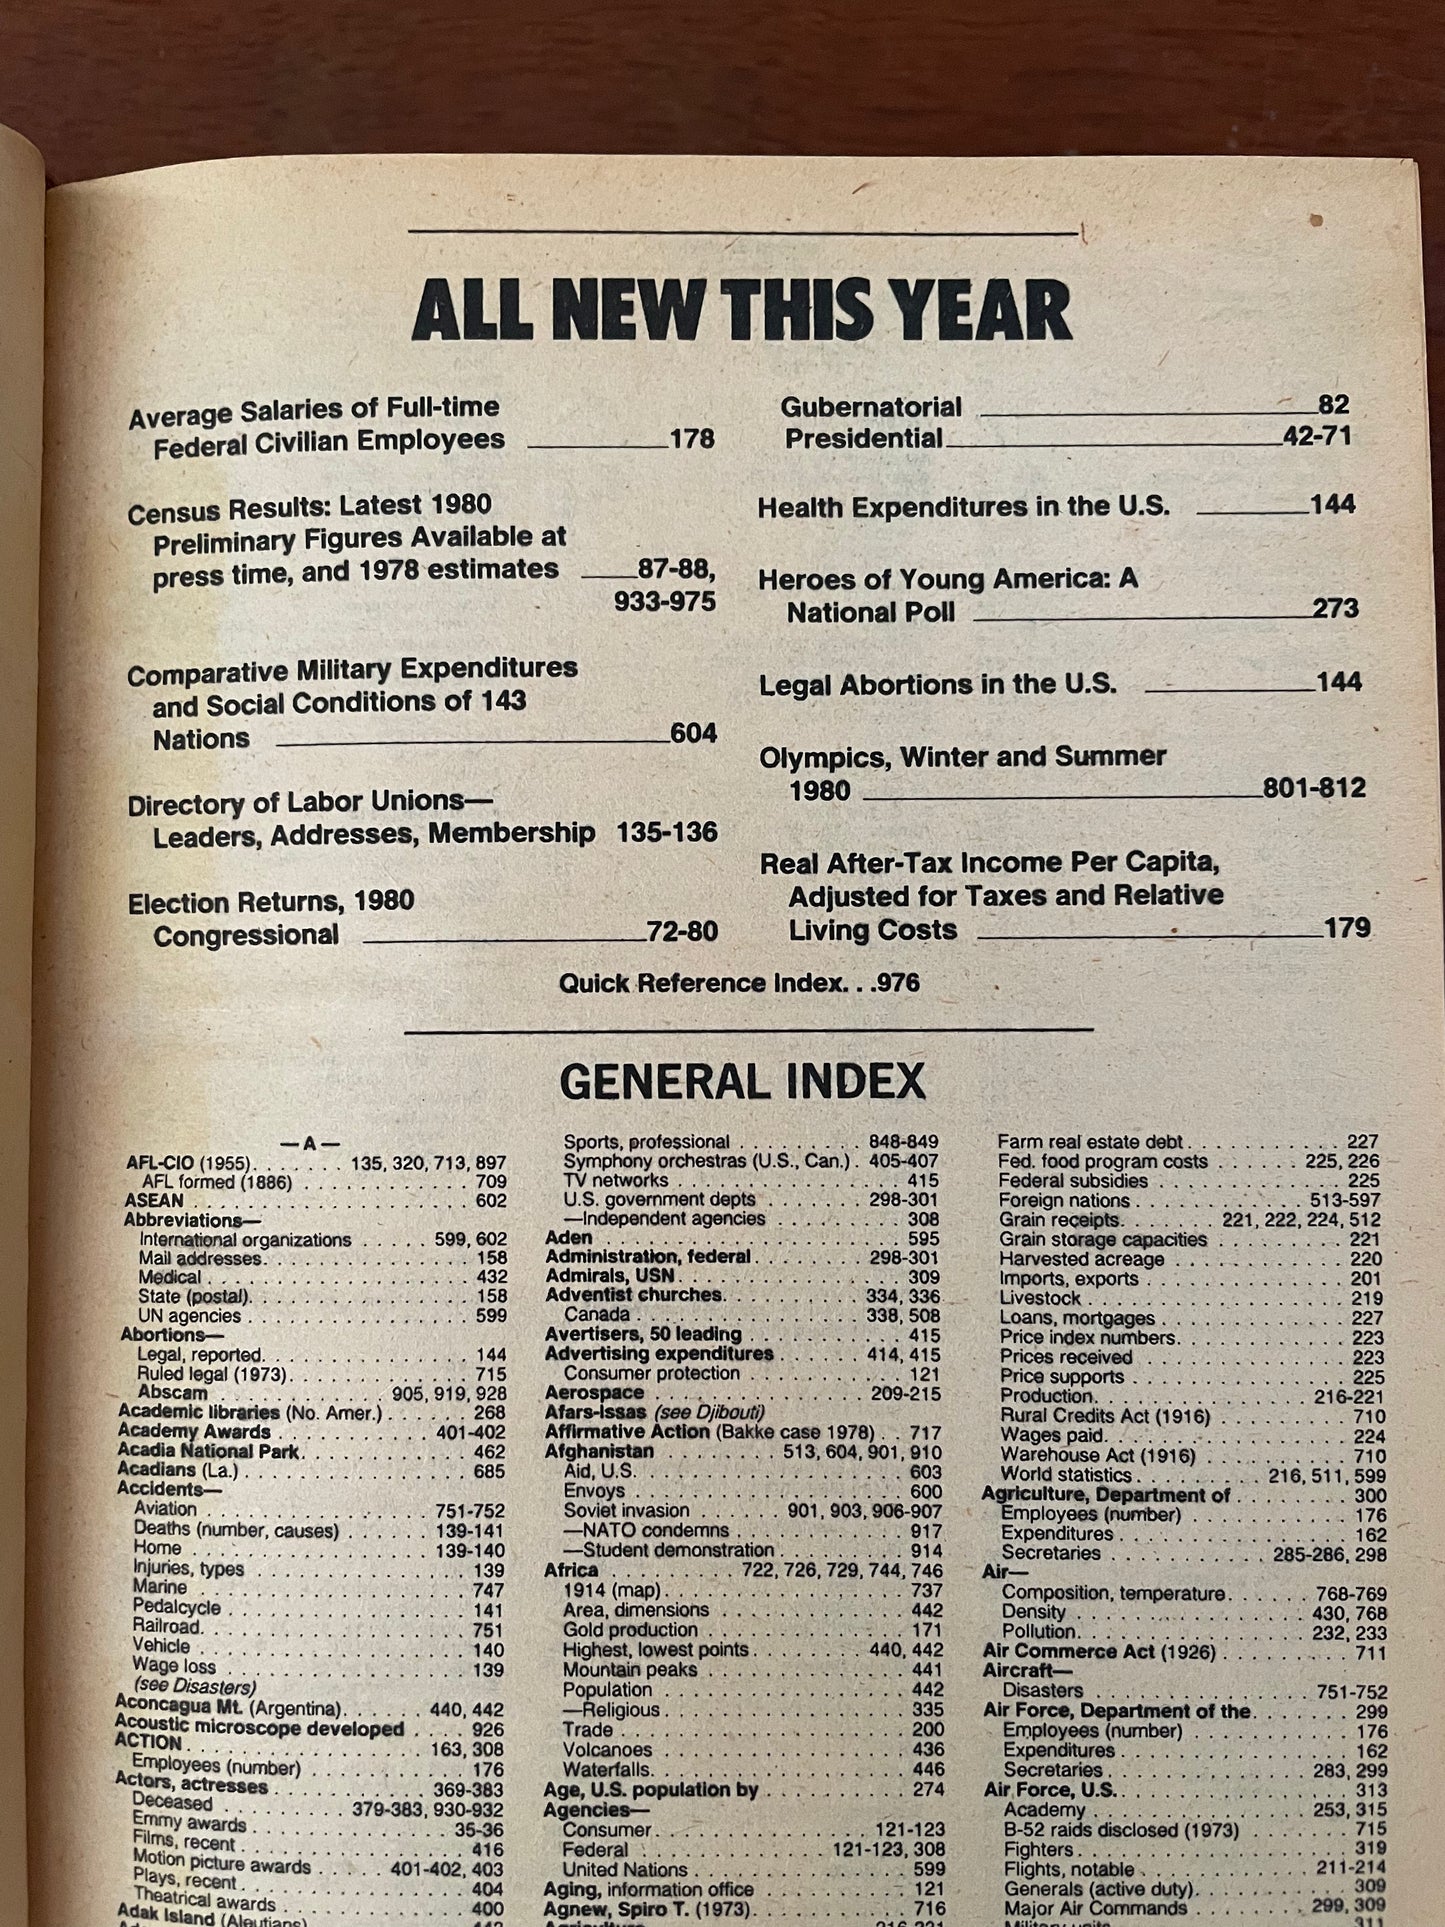 ALL NEW THIS YEAR
Average Salaries of Full-time
Federal Civilian Employees ______ 178
Census Results: Latest 1980
Preliminary Figures Available at
press time, and 1978 estimates ____87-88,
933-975
Comparative Military Expenditures
and Social Conditions of 143
Nations ______ 604
Directory of Labor Unions—
Leaders, Addresses, Membership 135-136
Election Returns, 1980
Congressional ______ 72-80
Gubernatorial ______ 82
Presidential ______ 42-71
Health Expenditures in the U.S. ______ 144
Heroes of Young America: A
National Poll ______ 273
Legal Abortions in the U.S. ______ 144
Olympics, Winter and Summer
1980 ______ 801-812
Real After-Tax Income Per Capita,
Adjusted for Taxes and Relative
Living Costs ______ 179
Quick Reference Index. . .976
GENERAL INDEX
— A —
AFL-CIO (1955). . . . . . . 135, 320, 713, 897
AFL formed (1886) . . . . . 709
ASEAN . . . . . 602
Abbreviations—
International organizations . . . . . 599, 602
Mail addresses. . . . . 158
Medical . . . . . 432
State (postal). . . . . 158
UN agencies . . . . . 599
Abortions—
Legal, reported. . . . . 144
Ruled legal (1973). . . . . 715
Abscam . . . . . 905, 919, 928
Academic libraries (No. Amer.) . . . . . 268
Academy Awards . . . . . 401-402
Acadia National Park. . . . . 462
Acadians (La.) . . . . . 685
Accidents—
Aviation . . . . . 751-752
Deaths (number, causes) . . . . . 139-141
Home . . . . . 139-140
Injuries, types . . . . . 139
Marine . . . . . 747
Pedalcycle . . . . . 141
Railroad. . . . . 751
Vehicle . . . . . 140
Wage loss . . . . . 139
(see Disasters)
Aconcagua Mt. (Argentina). . . . . 440, 442
Acoustic microscope developed . . . . 926
ACTION . . . . . 163, 308
Employees (number) . . . . . 176
Actors, actresses . . . . . 369-383
Deceased . . . . . 379-383, 930-932
Emmy awards . . . . . 35-36
Films, recent . . . . . 416
Motion picture awards . . . . . 401-402, 403
Plays, recent . . . . . 404
Theatrical awards . . . . . 400
Adak Island (Aleutians)
Sports, professional . . . . . 848-849
Symphony orchestras (U.S., Can.) . 405-407
TV networks . . . . . 415
U.S. government depts . . . . . 298-301
—Independent agencies . . . . . 308
Aden . . . . . 595
Administration, federal . . . . . 298-301
Admirals, USN. . . . . 309
Adventist churches. . . . . 334, 336
Canada . . . . . 338, 508
Avertisers, 50 leading . . . . . 415
Advertising expenditures . . . . . 414, 415
Consumer protection . . . . . 121
Aerospace . . . . . 209-215
Afars-Issas (see Djibouti)
Affirmative Action (Bakke case 1978) . . 717
Afghanistan . . . . . 513, 604, 901, 910
Aid, U.S. . . . . 603
Envoys . . . . . 600
Soviet invasion . . . . . 901, 903, 906-907
—NATO condemns . . . . . 917
—Student demonstration . . . . . 914
Africa . . . . . 722, 726, 729, 744, 746
1914 (map). . . . . 737
Area, dimensions . . . . . 442
Gold production . . . . . 171
Highest, lowest points . . . . . 440, 442
Mountain peaks . . . . . 441
Population . . . . . 442
—Religious . . . . . 335
Trade . . . . . 200
Volcanoes . . . . . 436
Waterfalls. . . . . 446
Age, U.S. population by . . . . . 274
Agencies—
Consumer. . . . . 121-123
Federal . . . . . 121-123, 308
United Nations . . . . . 599
Aging, information office . . . . . 121
Agnew, Spiro T. (1973). . . . . 716
Farm real estate debt. . . . . 227
Fed. food program costs . . . . . 225, 226
Federal subsidies . . . . . 225
Foreign nations . . . . . 513-597
Grain receipts. . . . . 221, 222, 224, 512
Grain storage capacities . . . . . 221
Harvested acreage . . . . . 220
Imports, exports . . . . . 201
Livestock . . . . . 219
Loans, mortgages . . . . . 227
Price index numbers. . . . . 223
Prices received . . . . . 223
Price supports . . . . . 225
Production. . . . . 216-221
Rural Credits Act (1916) . . . . . 710
Wages paid. . . . . 224
Warehouse Act (1916) . . . . . 710
World statistics . . . . . 216, 511, 599
Agriculture, Department of . . . . . 300
Employees (number) . . . . . 176
Expenditures . . . . . 162
Secretaries . . . . . 285-286, 298
Air—
Composition, temperature. . . . . 768-769
Density . . . . . 430, 768
Pollution. . . . . 232, 233
Air Commerce Act (1926) . . . . . 711
Aircraft—
Disasters . . . . . 751-752
Air Force, Department of the. . . . . 299
Employees (number) . . . . . 176
Expenditures . . . . . 162
Secretaries . . . . . 283, 299
Air Force, U.S. . . . . 313
Academy . . . . . 253, 315
B-52 raids disclosed (1973) . . . . . 715
Fighters. . . . . 319
Flights, notable . . . . . 211-214
Generals (active duty). . . . . 309
Major Air Commands . . . . . 299, 309